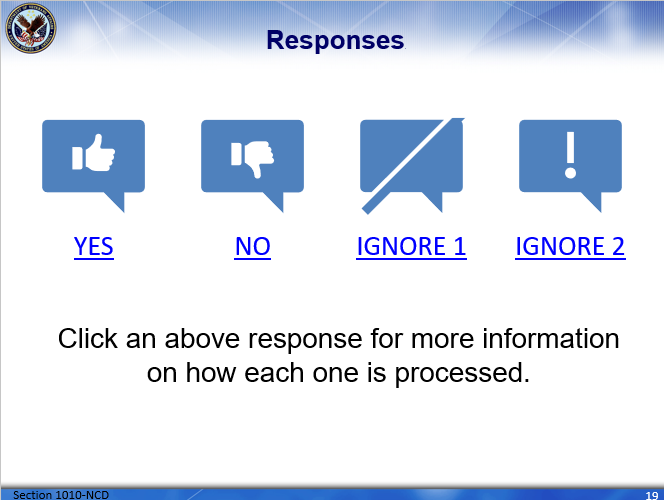 Responses
YES
NO
IGNORE 1
IGNORE 2
Click an above response for more information
on how each one is processed.
Section 1010-NCD
19